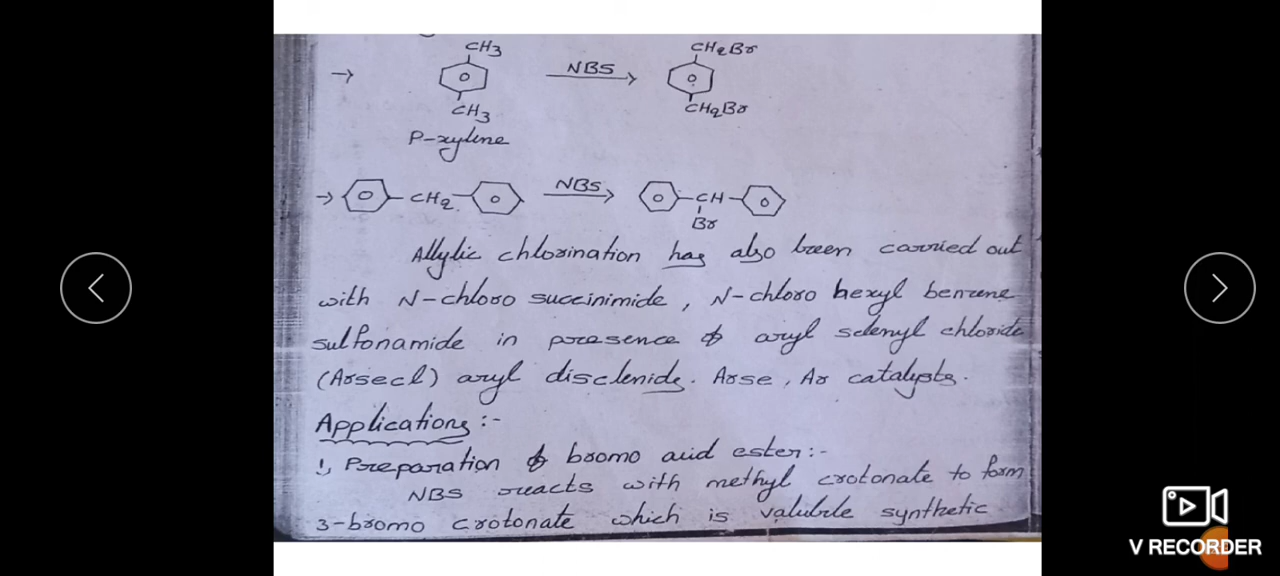 CH3
CH2Br
→ NBS
CH3
CH2Br
P-xylene
→ CH2 NBS CH
Br
Allylic chlorination has also been carried out
with N-chloro succinimide, N-chloro hexyl benzene
sulfonamide in presence of aryl selenyl chloride
(Arsecl) aryl disclenide. Arse, Ar catalysts.
Applications :-
1, Preparation of bromo acid ester:-
NBS reacts with methyl crotonate to form
3-bromo crotonate which is valuble synthetic
V RECORDER